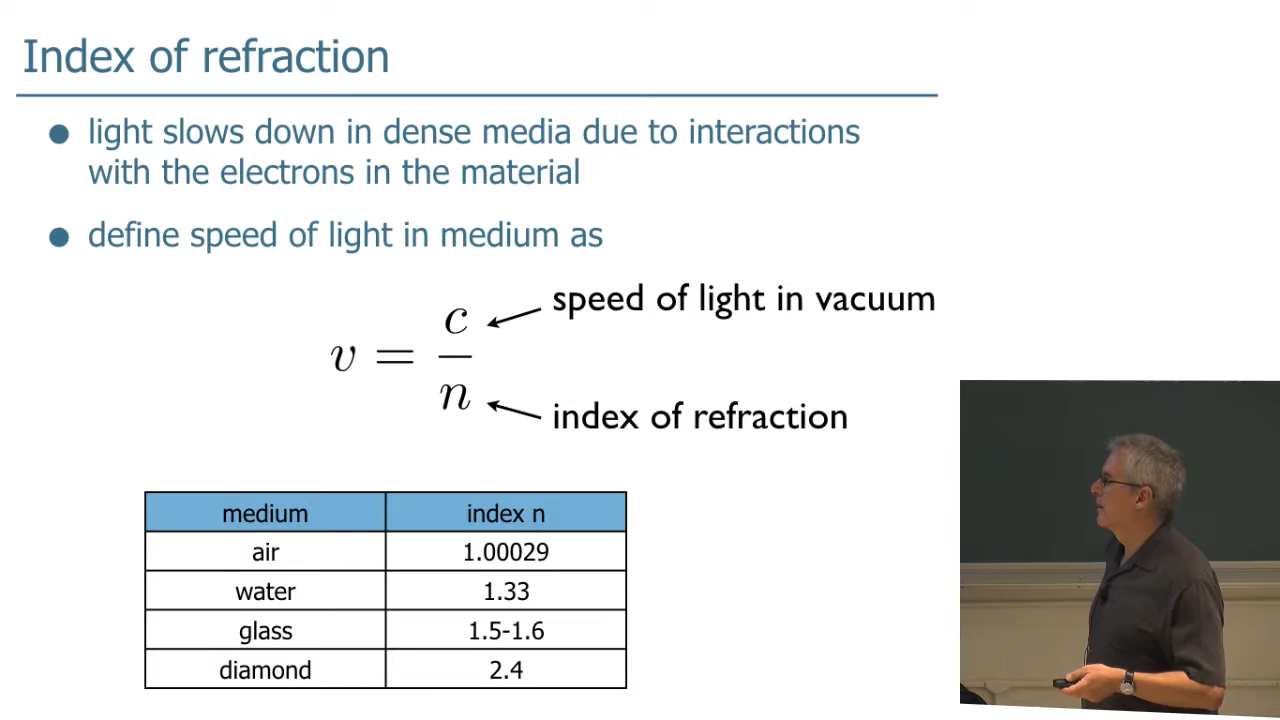 Index of refraction
● light slows down in dense media due to interactions
with the electrons in the material
● define speed of light in medium as
v = c/n
speed of light in vacuum
index of refraction
medium index n
air 1.00029
water 1.33
glass 1.5-1.6
diamond 2.4